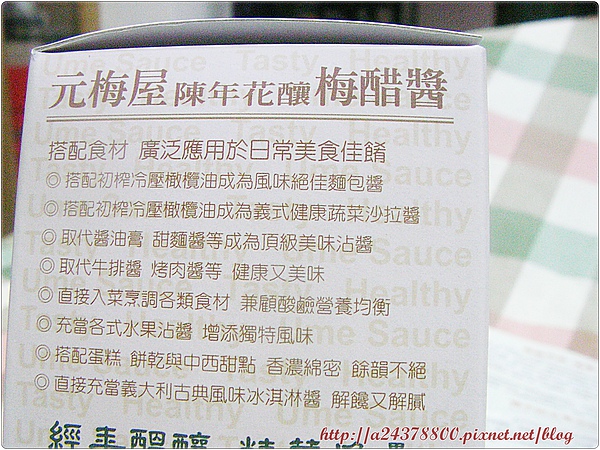 元梅屋 陳年花釀 梅醋醬
搭配食材 廣泛應用於日常美食佳餚
◎搭配初榨冷壓橄欖油成為風味絕佳麵包醬
◎搭配初榨冷壓橄欖油成為義式健康蔬菜沙拉醬
◎取代醬油膏 甜麵醬等成為頂級美味沾醬
◎取代牛排醬 烤肉醬等 健康又美味
◎直接入菜烹調各類食材 兼顧酸鹼營養均衡
◎充當各式水果沾醬 增添獨特風味
◎搭配蛋糕 餅乾與中西甜點 香濃綿密 餘韻不絕
◎直接充當義大利古典風味冰淇淋醬 解饞又解膩
http://a24378800.pixnet.net/blog